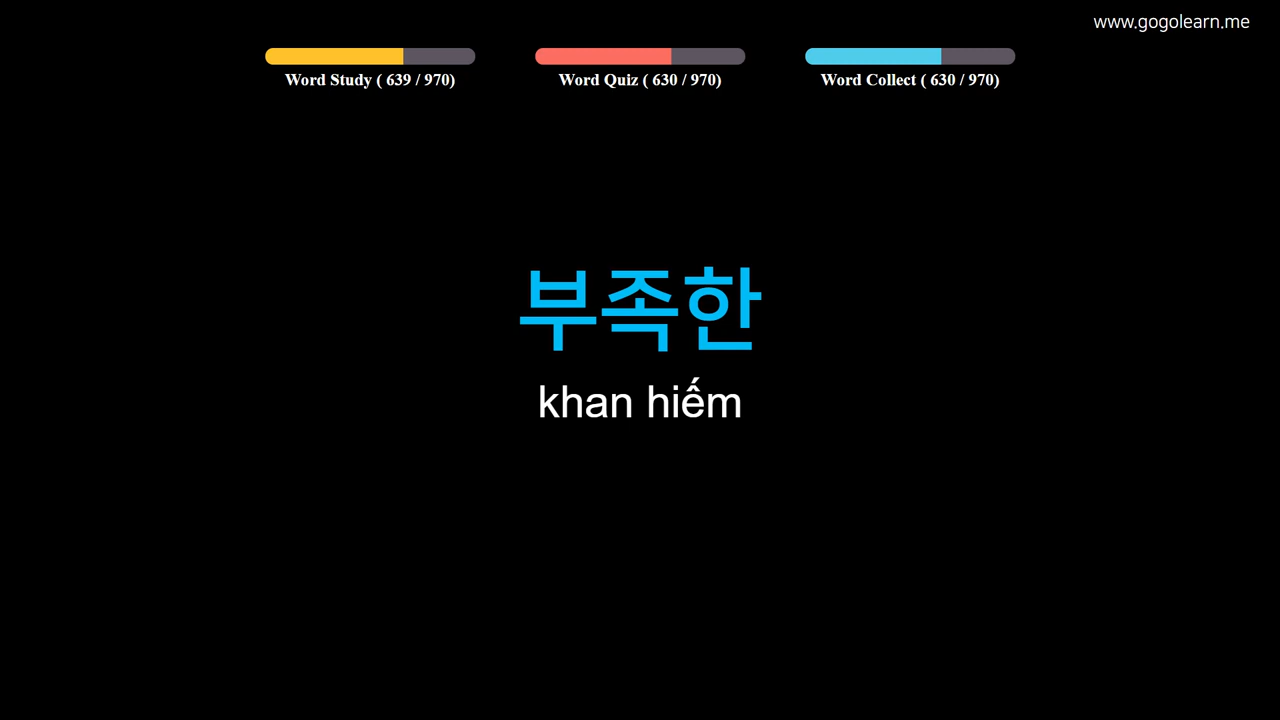 www.gogolearn.me
Word Study ( 639 / 970)
Word Quiz ( 630 / 970)
Word Collect ( 630 / 970)
부족한
khan hiếm